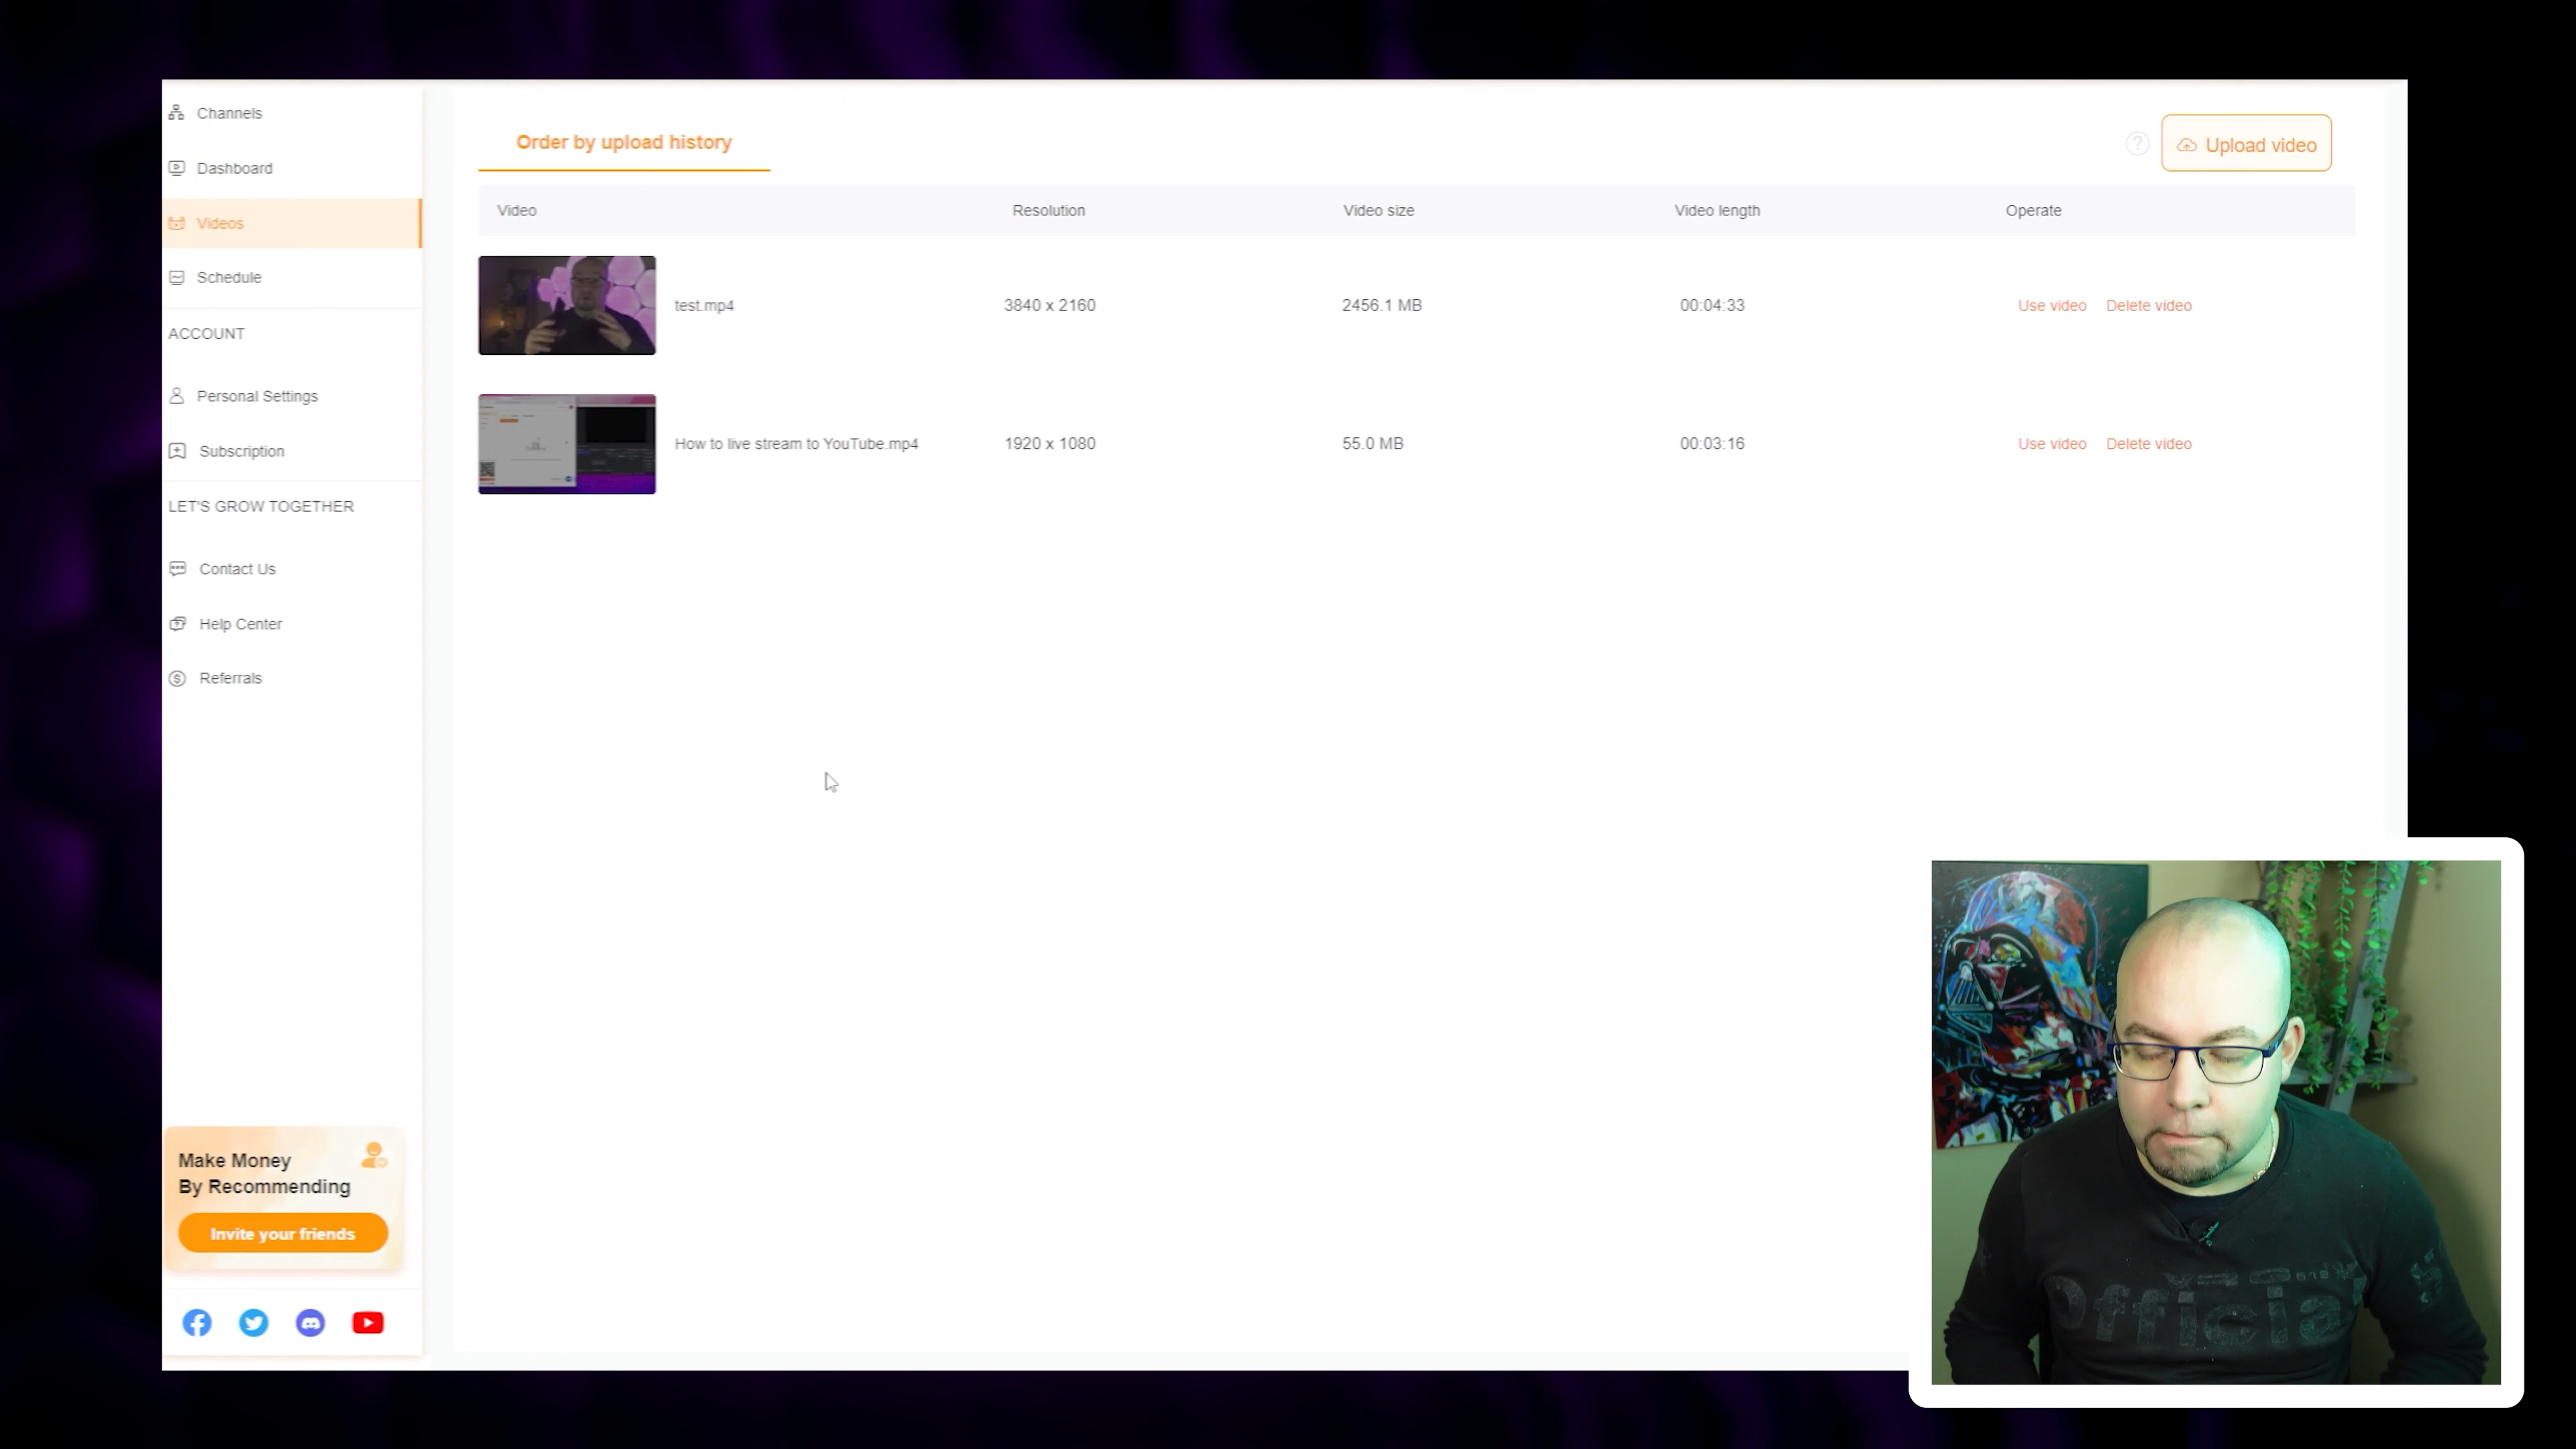 Channels
Dashboard
Videos
Schedule
ACCOUNT
Personal Settings
Subscription
LET'S GROW TOGETHER
Contact Us
Help Center
Referrals
Make Money
By Recommending
Invite your friends
Order by upload history
? Upload video
Video Resolution Video size Video length Operate
test.mp4 3840 x 2160 2456.1 MB 00:04:33 Use video Delete video
How to live stream to YouTube.mp4 1920 x 1080 55.0 MB 00:03:16 Use video Delete video
Official